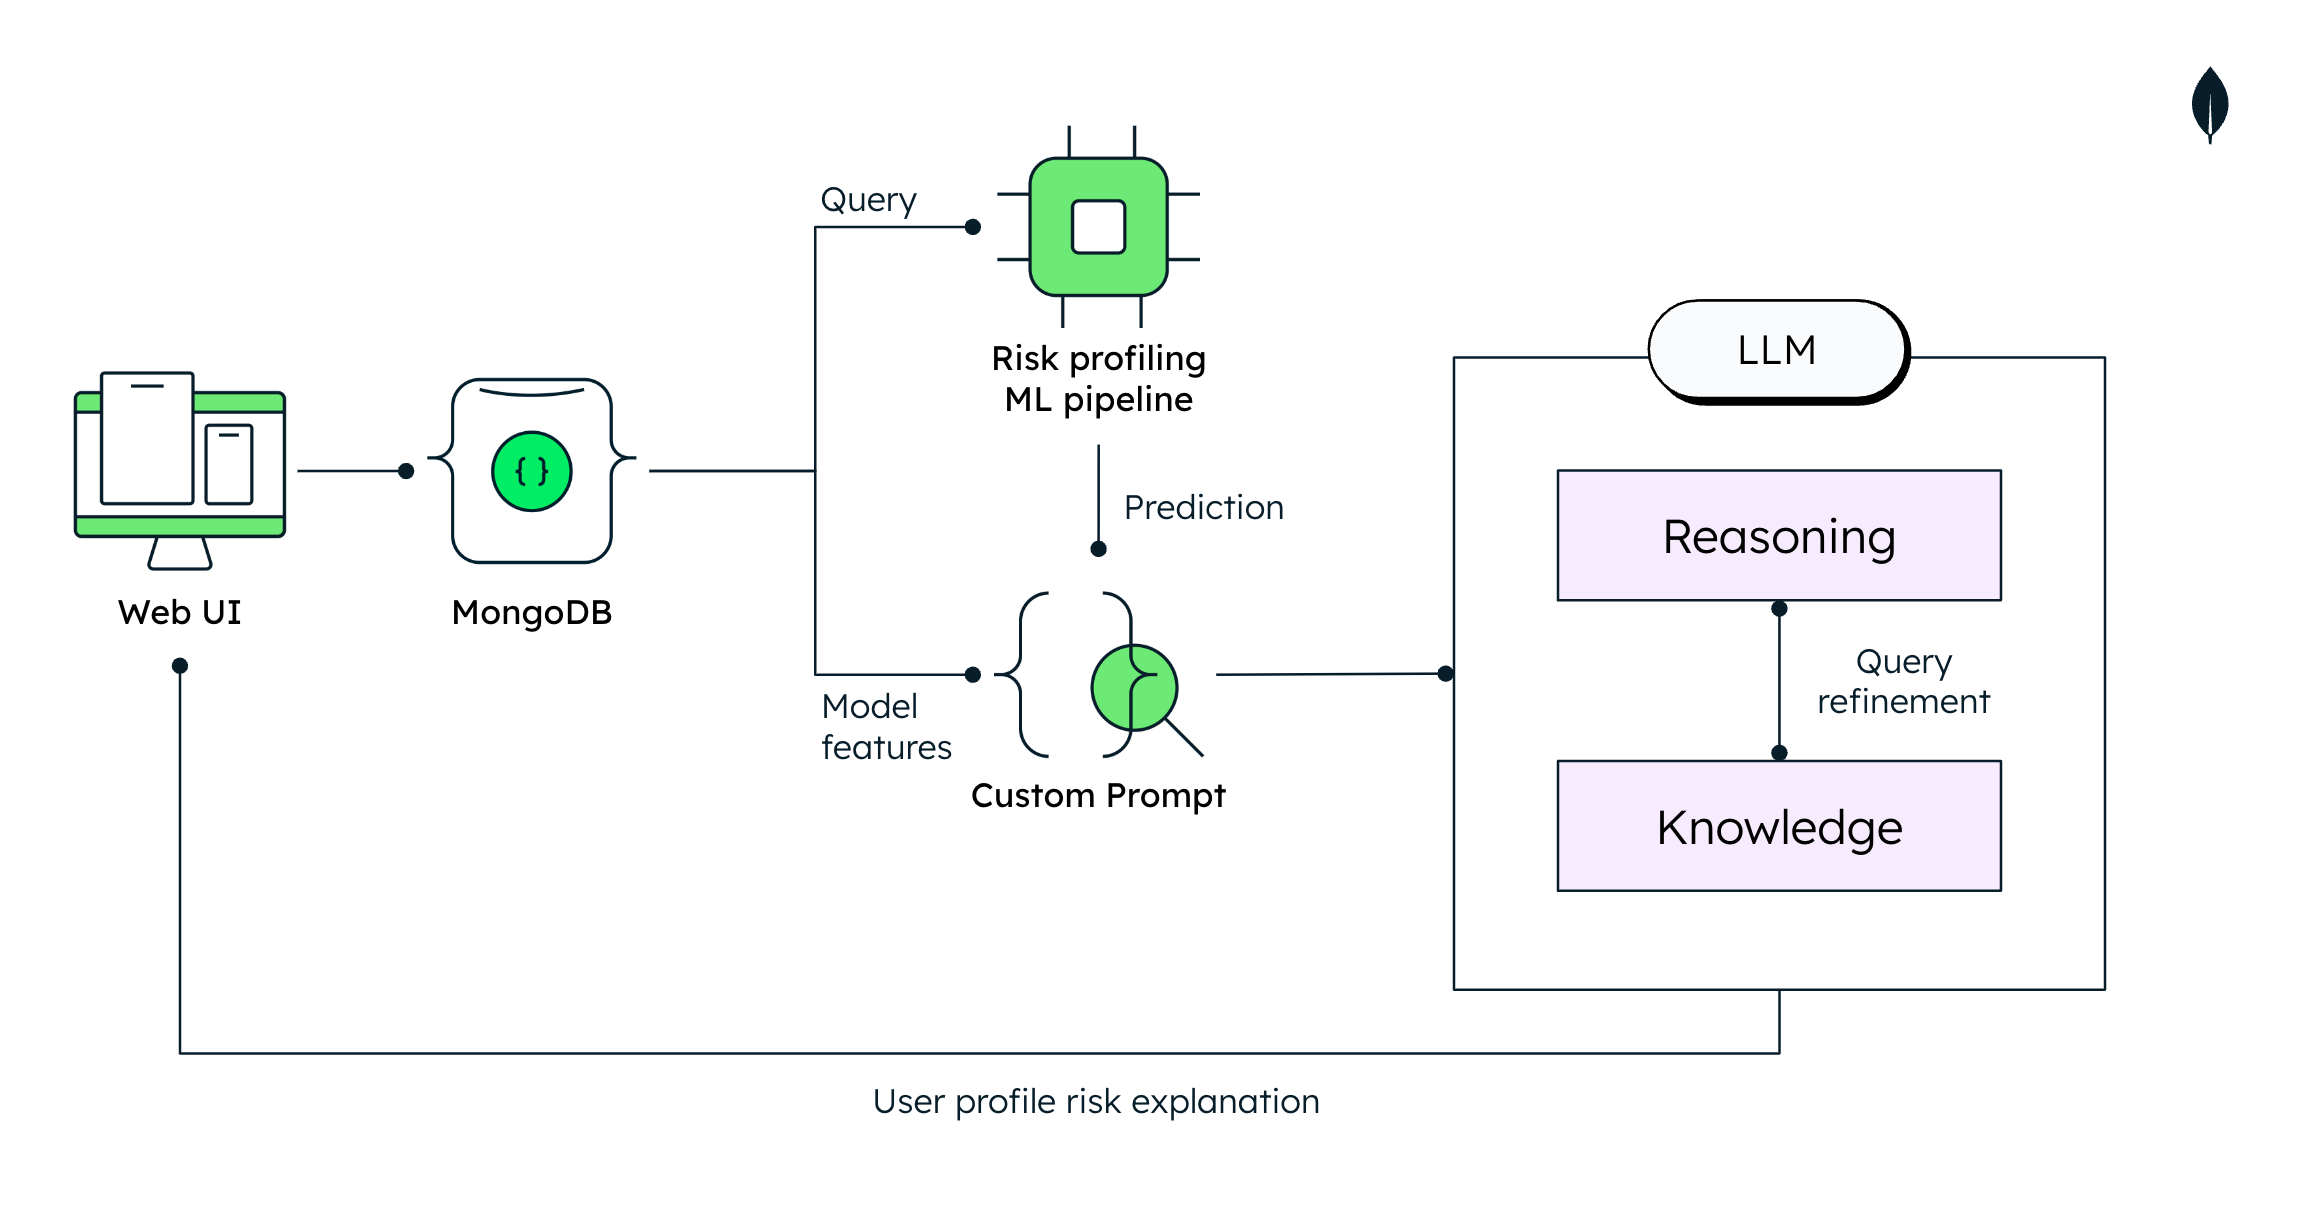 Query
Risk profiling
ML pipeline
LLM
{ }
Prediction
Reasoning
Web UI
MongoDB
Query
refinement
Model
features
Custom Prompt
Knowledge
User profile risk explanation